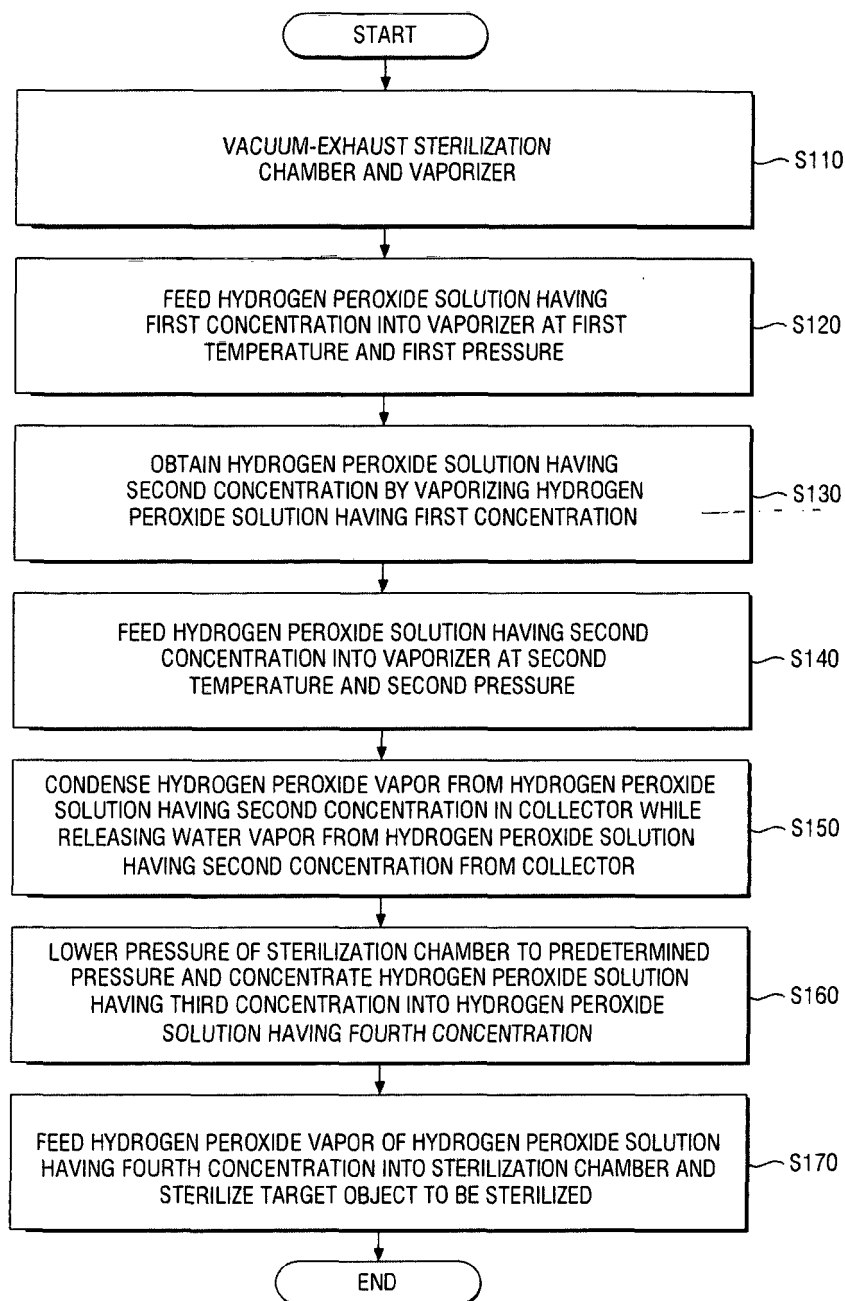 START
VACUUM-EXHAUST STERILIZATION
CHAMBER AND VAPORIZER
S110
FEED HYDROGEN PEROXIDE SOLUTION HAVING
FIRST CONCENTRATION INTO VAPORIZER AT FIRST
TEMPERATURE AND FIRST PRESSURE
S120
OBTAIN HYDROGEN PEROXIDE SOLUTION HAVING
SECOND CONCENTRATION BY VAPORIZING HYDROGEN
PEROXIDE SOLUTION HAVING FIRST CONCENTRATION
S130
FEED HYDROGEN PEROXIDE SOLUTION HAVING SECOND
CONCENTRATION INTO VAPORIZER AT SECOND
TEMPERATURE AND SECOND PRESSURE
S140
CONDENSE HYDROGEN PEROXIDE VAPOR FROM HYDROGEN PEROXIDE
SOLUTION HAVING SECOND CONCENTRATION IN COLLECTOR WHILE
RELEASING WATER VAPOR FROM HYDROGEN PEROXIDE SOLUTION
HAVING SECOND CONCENTRATION FROM COLLECTOR
S150
LOWER PRESSURE OF STERILIZATION CHAMBER TO PREDETERMINED
PRESSURE AND CONCENTRATE HYDROGEN PEROXIDE SOLUTION
HAVING THIRD CONCENTRATION INTO HYDROGEN PEROXIDE
SOLUTION HAVING FOURTH CONCENTRATION
S160
FEED HYDROGEN PEROXIDE VAPOR OF HYDROGEN PEROXIDE SOLUTION
HAVING FOURTH CONCENTRATION INTO STERILIZATION CHAMBER AND
STERILIZE TARGET OBJECT TO BE STERILIZED
S170
END